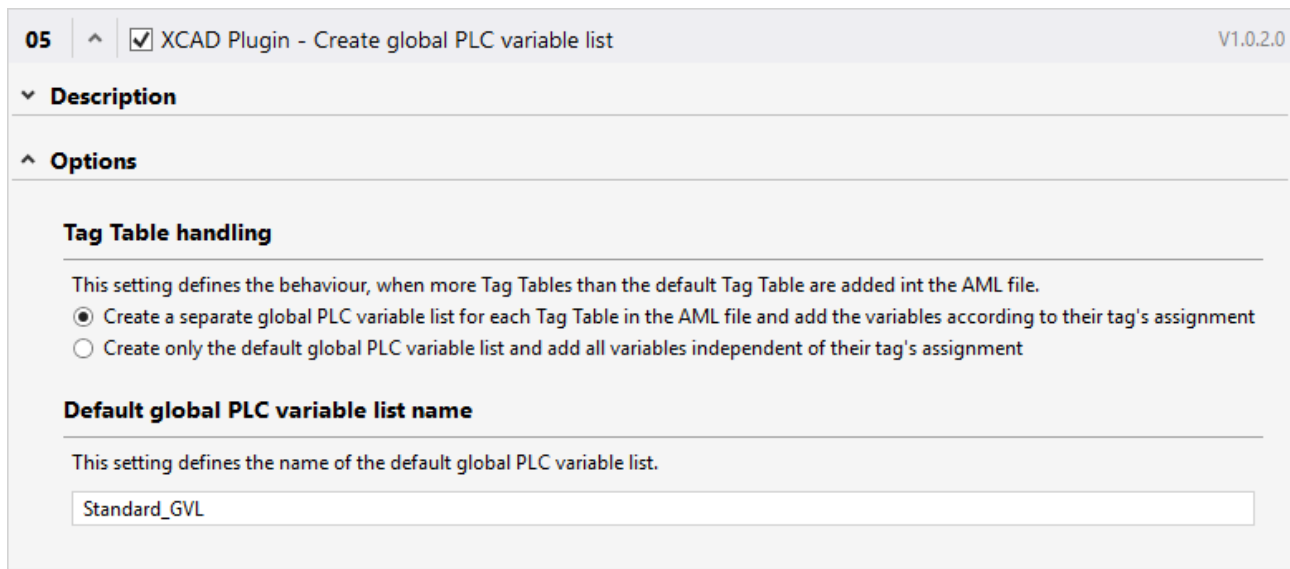 05 XCAD Plugin - Create global PLC variable list V1.0.2.0
Description
Options
Tag Table handling
This setting defines the behaviour, when more Tag Tables than the default Tag Table are added int the AML file.
Create a separate global PLC variable list for each Tag Table in the AML file and add the variables according to their tag's assignment
Create only the default global PLC variable list and add all variables independent of their tag's assignment
Default global PLC variable list name
This setting defines the name of the default global PLC variable list.
Standard_GVL